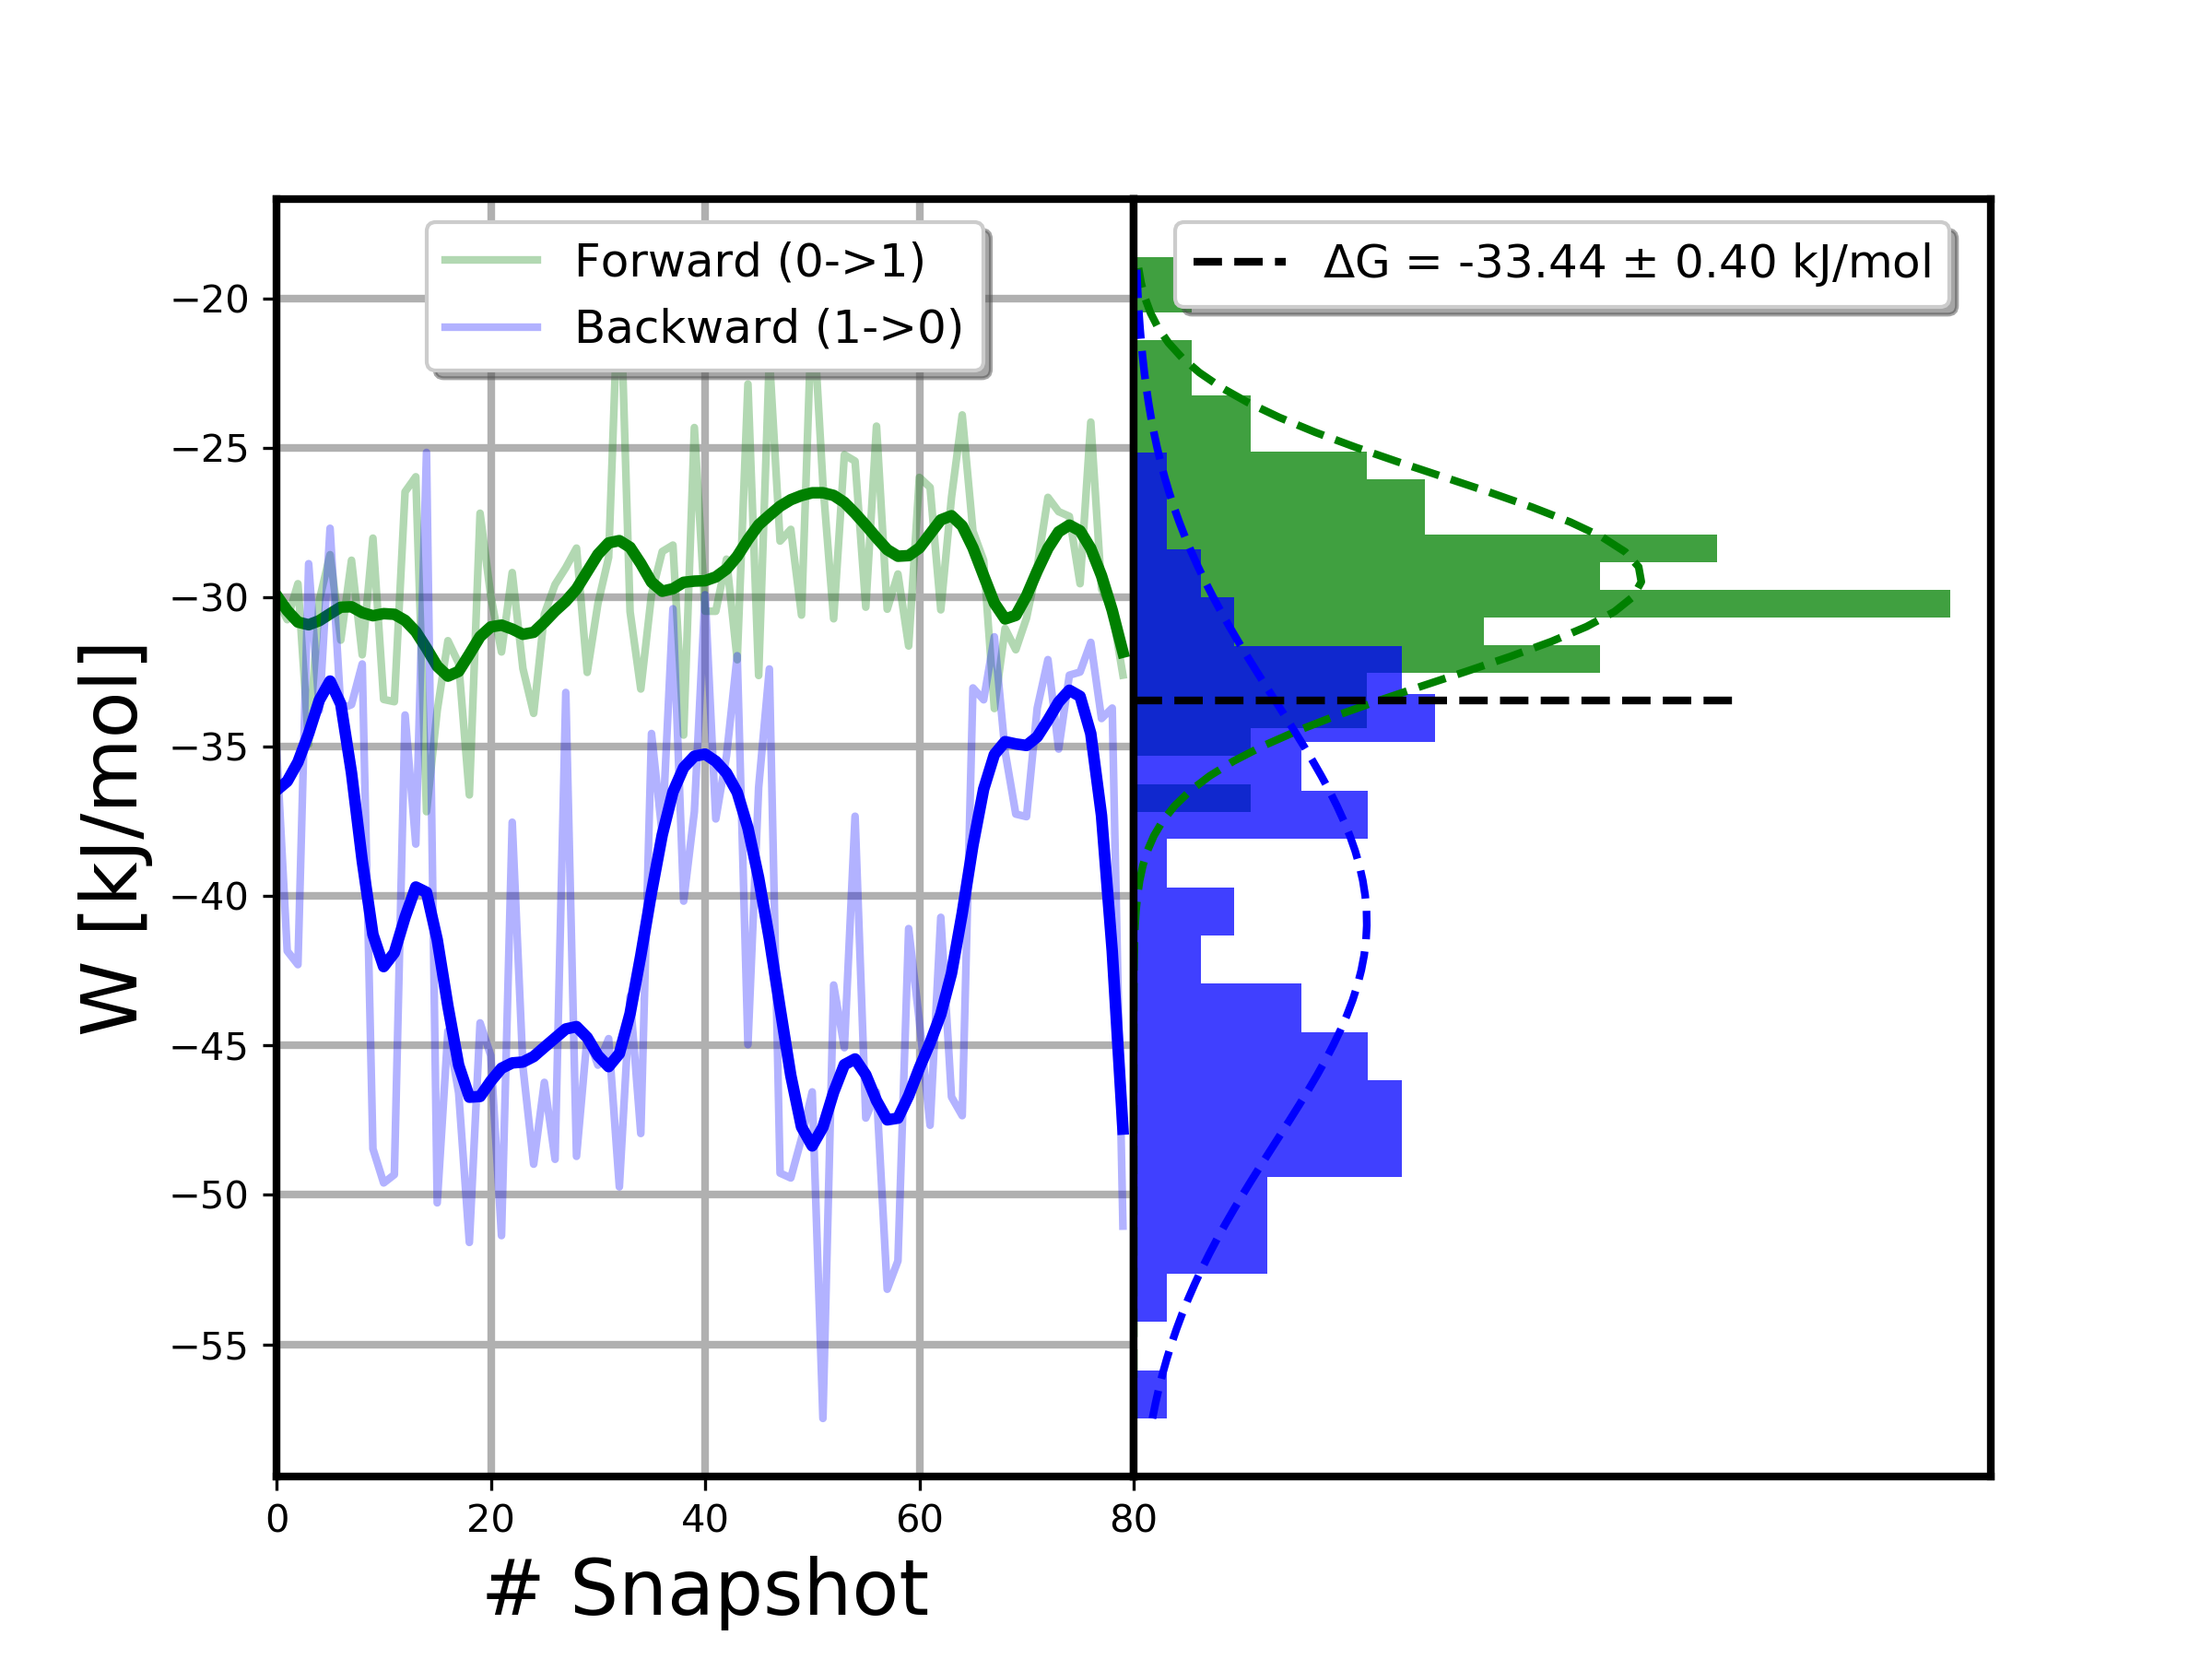 Forward (0->1)
Backward (1->0)
ΔG = -33.44 ± 0.40 kJ/mol
W [kJ/mol]
−20
−25
−30
−35
−40
−45
−50
−55
0 20 40 60 80
# Snapshot